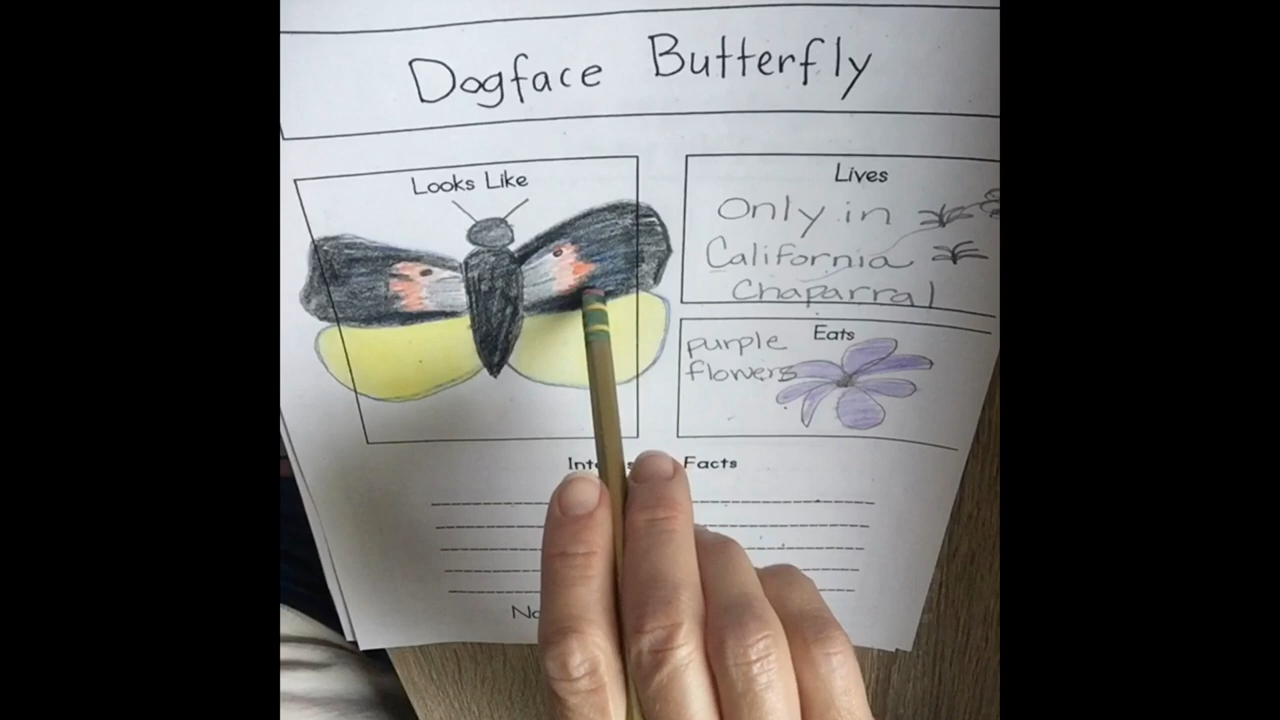 Dogface Butterfly
Looks Like
Lives
Only in
California
Chaparral
Eats
purple
flowers
Facts